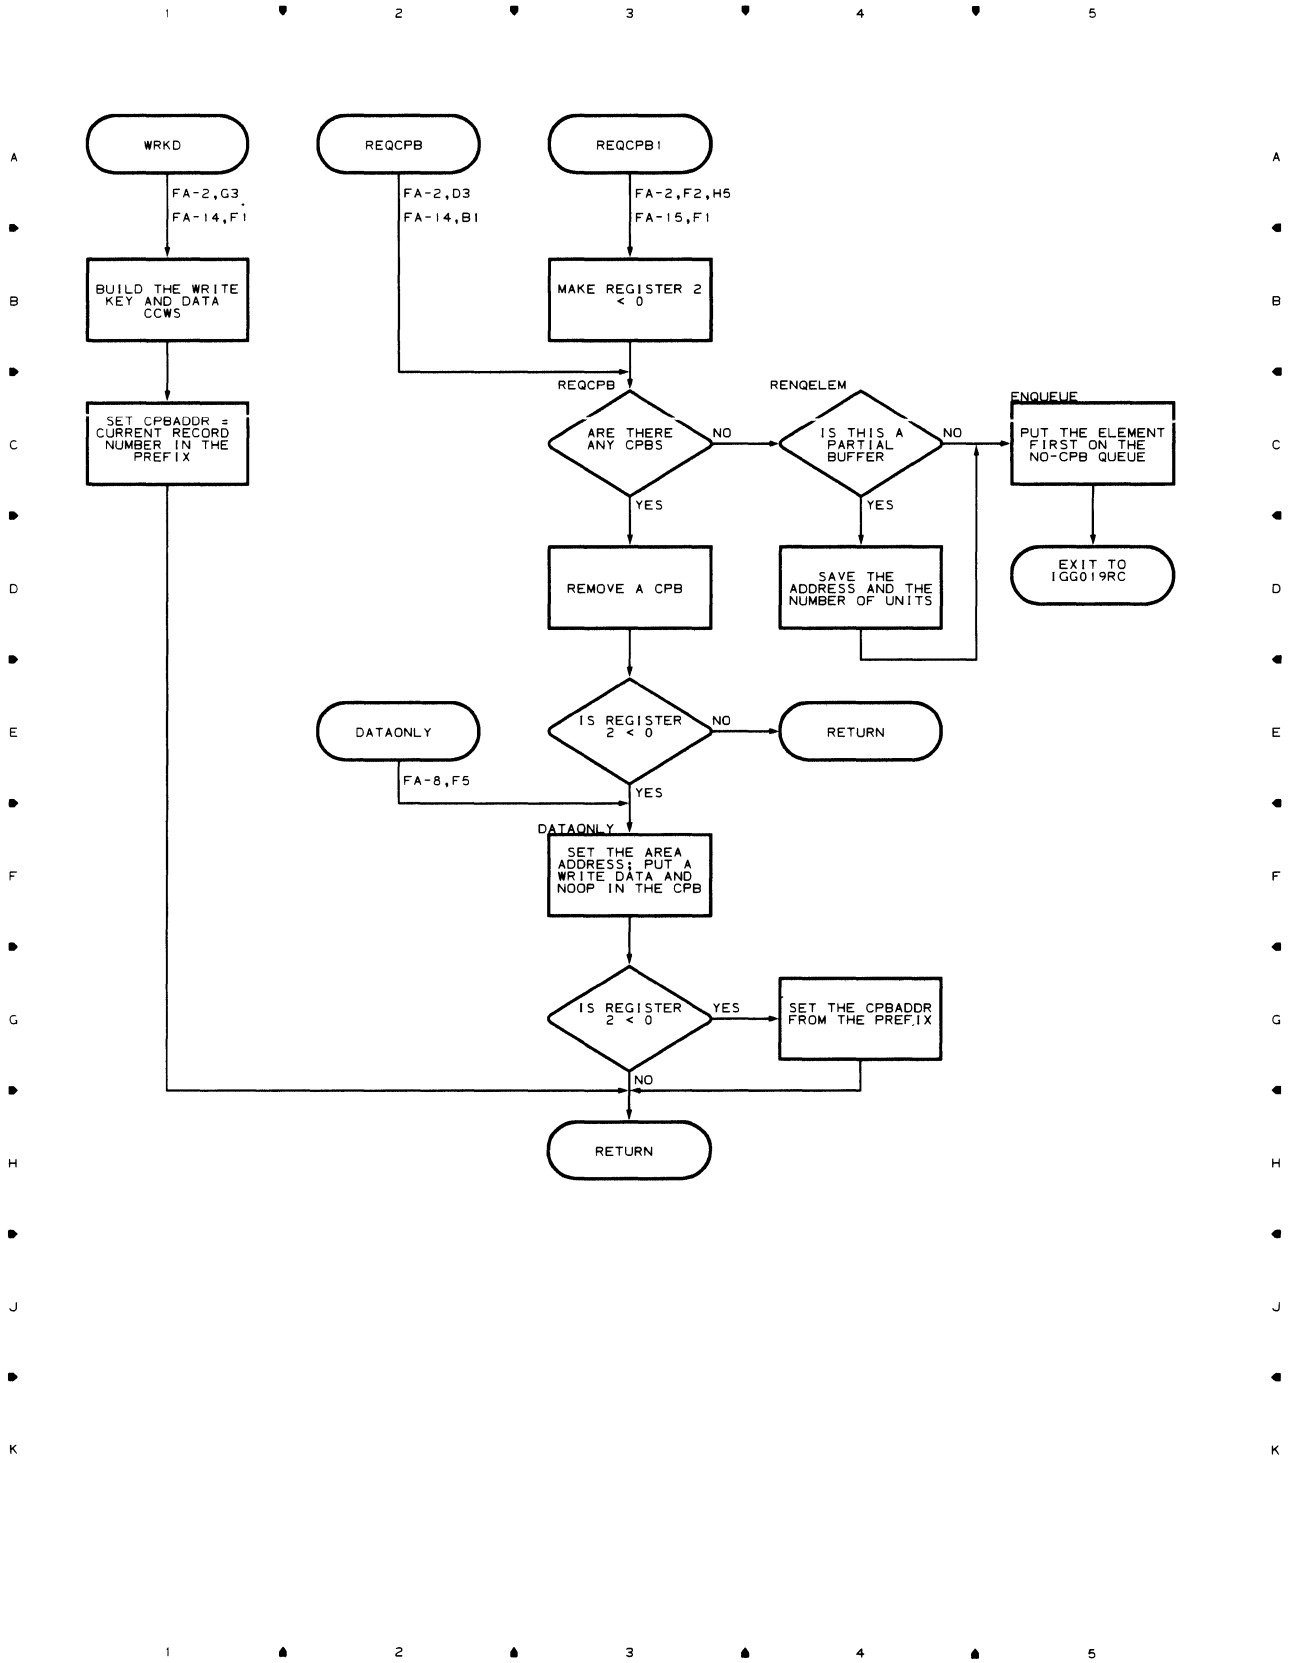 1 2 3 4 5
WRKD
REQCPB
REQCPB1
A A
FA-2,G3
FA-14,F1
FA-2,D3
FA-14,B1
FA-2,F2,H5
FA-15,F1
BUILD THE WRITE
KEY AND DATA
CCWS
MAKE REGISTER 2
< 0
B B
REQCPB
RENQELEM
ENQUEUE
SET CPBADDR =
CURRENT RECORD
NUMBER IN THE
PREFIX
ARE THERE
ANY CPBS
NO
IS THIS A
PARTIAL
BUFFER
NO
PUT THE ELEMENT
FIRST ON THE
NO-CPB QUEUE
C C
YES
YES
REMOVE A CPB
SAVE THE
ADDRESS AND THE
NUMBER OF UNITS
EXIT TO
IGG019RC
D D
DATAONLY
IS REGISTER
2 < 0
NO
RETURN
E E
FA-8,F5
YES
DATAONLY
SET THE AREA
ADDRESS; PUT A
WRITE DATA AND
NOOP IN THE CPB
F F
IS REGISTER
2 < 0
YES
SET THE CPBADDR
FROM THE PREFIX
G G
NO
RETURN
H H
J J
K K
1 2 3 4 5